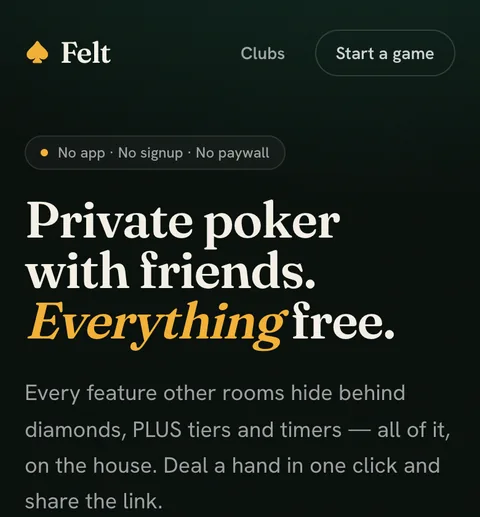 Felt
Clubs
Start a game
No app · No signup · No paywall
Private poker
with friends.
Everything free.
Every feature other rooms hide behind
diamonds, PLUS tiers and timers — all of it,
on the house. Deal a hand in one click and
share the link.